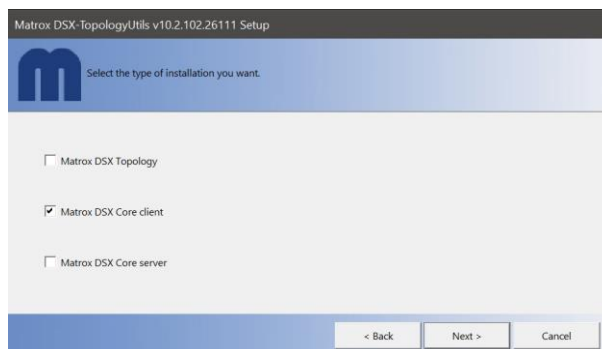 Matrox DSX-TopologyUtils v10.2.102.26111 Setup
Select the type of installation you want.
Matrox DSX Topology
Matrox DSX Core client
Matrox DSX Core server
< Back Next > Cancel